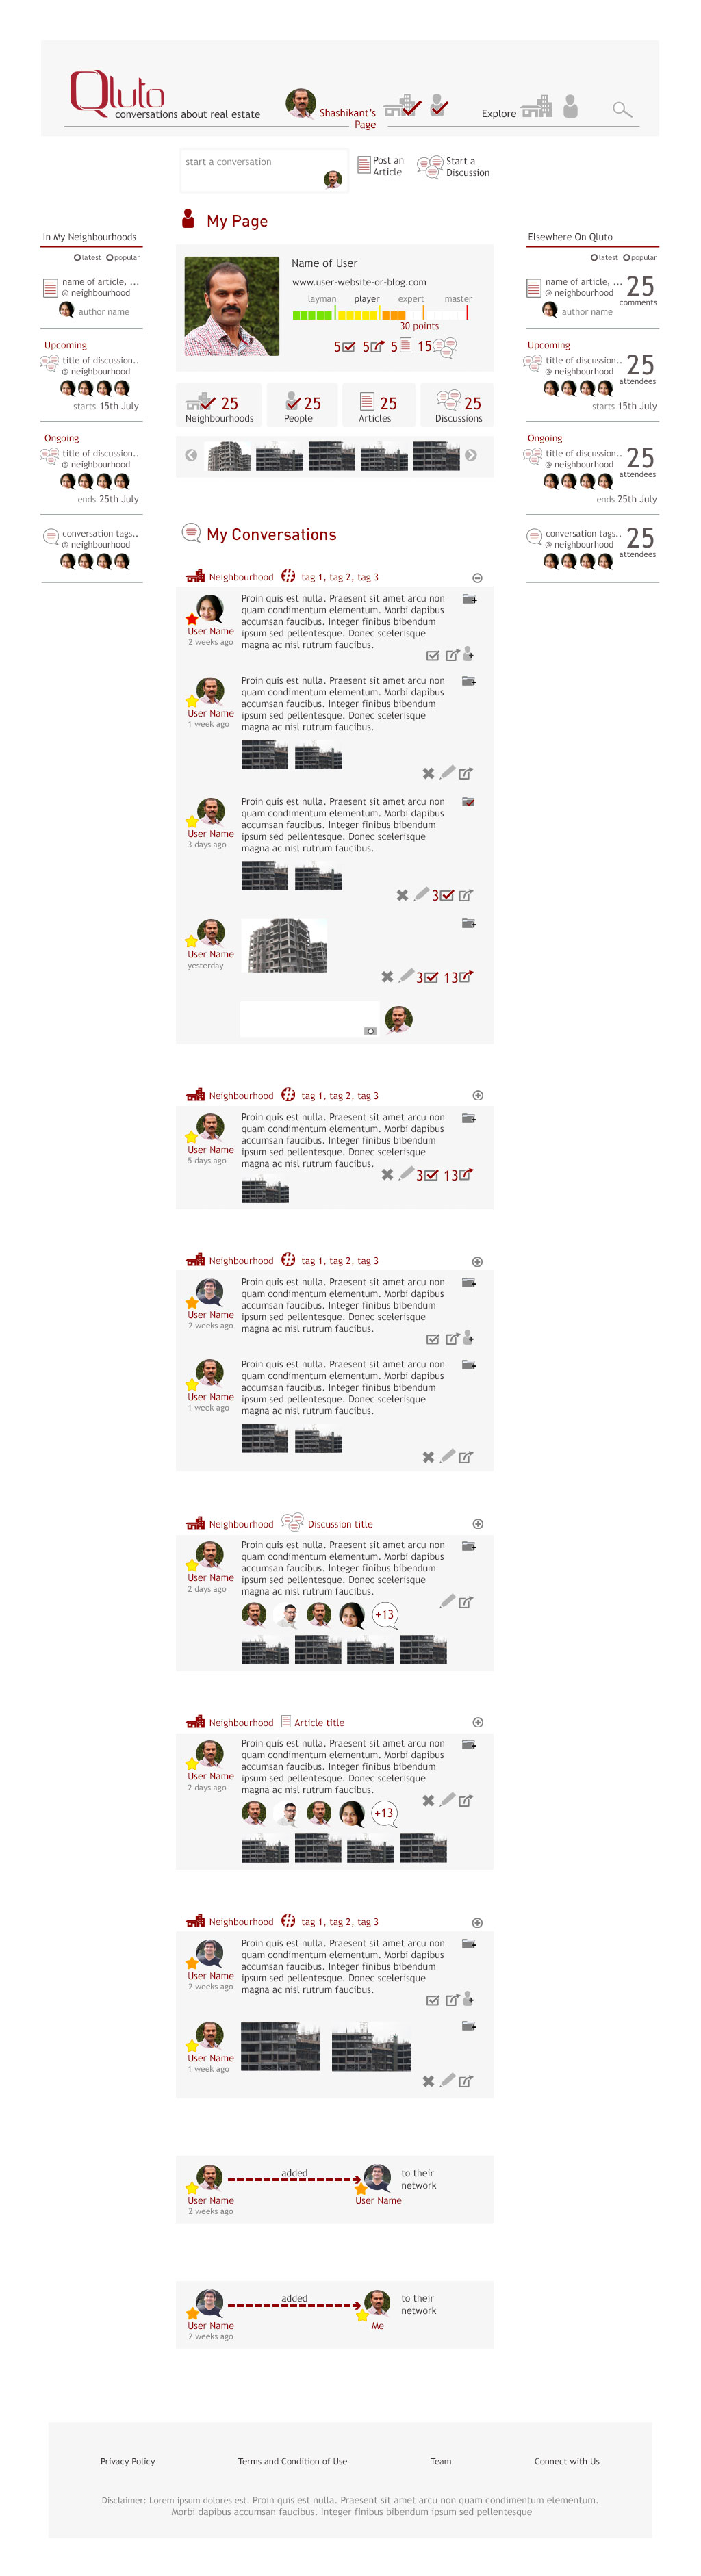 Qluto
conversations about real estate
Shashikant's
Page
Explore
start a conversation
Post an
Article
Start a
Discussion
My Page
In My Neighbourhoods
latest popular
name of article, ...
@ neighbourhood
author name
Upcoming
title of discussion..
@ neighbourhood
starts 15th July
Ongoing
title of discussion..
@ neighbourhood
ends 25th July
conversation tags..
@ neighbourhood
Name of User
www.user-website-or-blog.com
layman player expert master
30 points
5 5 5 15
25 25 25 25
Neighbourhoods People Articles Discussions
Elsewhere On Qluto
latest popular
name of article, ... 25
@ neighbourhood comments
author name
Upcoming
title of discussion.. 25
@ neighbourhood attendees
starts 15th July
Ongoing
title of discussion.. 25
@ neighbourhood attendees
ends 25th July
conversation tags.. 25
@ neighbourhood attendees
My Conversations
Neighbourhood # tag 1, tag 2, tag 3
Proin quis est nulla. Praesent sit amet arcu non
quam condimentum elementum. Morbi dapibus
accumsan faucibus. Integer finibus bibendum
ipsum sed pellentesque. Donec scelerisque
magna ac nisl rutrum faucibus.
User Name
2 weeks ago
Proin quis est nulla. Praesent sit amet arcu non
quam condimentum elementum. Morbi dapibus
accumsan faucibus. Integer finibus bibendum
ipsum sed pellentesque. Donec scelerisque
magna ac nisl rutrum faucibus.
User Name
1 week ago
Proin quis est nulla. Praesent sit amet arcu non
quam condimentum elementum. Morbi dapibus
accumsan faucibus. Integer finibus bibendum
ipsum sed pellentesque. Donec scelerisque
magna ac nisl rutrum faucibus.
User Name
3 days ago
3
User Name
yesterday
3 13
Neighbourhood # tag 1, tag 2, tag 3
Proin quis est nulla. Praesent sit amet arcu non
quam condimentum elementum. Morbi dapibus
accumsan faucibus. Integer finibus bibendum
ipsum sed pellentesque. Donec scelerisque
magna ac nisl rutrum faucibus.
User Name
5 days ago
3 13
Neighbourhood # tag 1, tag 2, tag 3
Proin quis est nulla. Praesent sit amet arcu non
quam condimentum elementum. Morbi dapibus
accumsan faucibus. Integer finibus bibendum
ipsum sed pellentesque. Donec scelerisque
magna ac nisl rutrum faucibus.
User Name
2 weeks ago
Proin quis est nulla. Praesent sit amet arcu non
quam condimentum elementum. Morbi dapibus
accumsan faucibus. Integer finibus bibendum
ipsum sed pellentesque. Donec scelerisque
magna ac nisl rutrum faucibus.
User Name
1 week ago
Neighbourhood Discussion title
Proin quis est nulla. Praesent sit amet arcu non
quam condimentum elementum. Morbi dapibus
accumsan faucibus. Integer finibus bibendum
ipsum sed pellentesque. Donec scelerisque
magna ac nisl rutrum faucibus.
User Name
2 days ago
+13
Neighbourhood Article title
Proin quis est nulla. Praesent sit amet arcu non
quam condimentum elementum. Morbi dapibus
accumsan faucibus. Integer finibus bibendum
ipsum sed pellentesque. Donec scelerisque
magna ac nisl rutrum faucibus.
User Name
2 days ago
+13
Neighbourhood # tag 1, tag 2, tag 3
Proin quis est nulla. Praesent sit amet arcu non
quam condimentum elementum. Morbi dapibus
accumsan faucibus. Integer finibus bibendum
ipsum sed pellentesque. Donec scelerisque
magna ac nisl rutrum faucibus.
User Name
2 weeks ago
User Name
1 week ago
added to their
network
User Name User Name
2 weeks ago
added to their
network
User Name Me
2 weeks ago
Privacy Policy Terms and Condition of Use Team Connect with Us
Disclaimer: Lorem ipsum dolores est. Proin quis est nulla. Praesent sit amet arcu non quam condimentum elementum.
Morbi dapibus accumsan faucibus. Integer finibus bibendum ipsum sed pellentesque